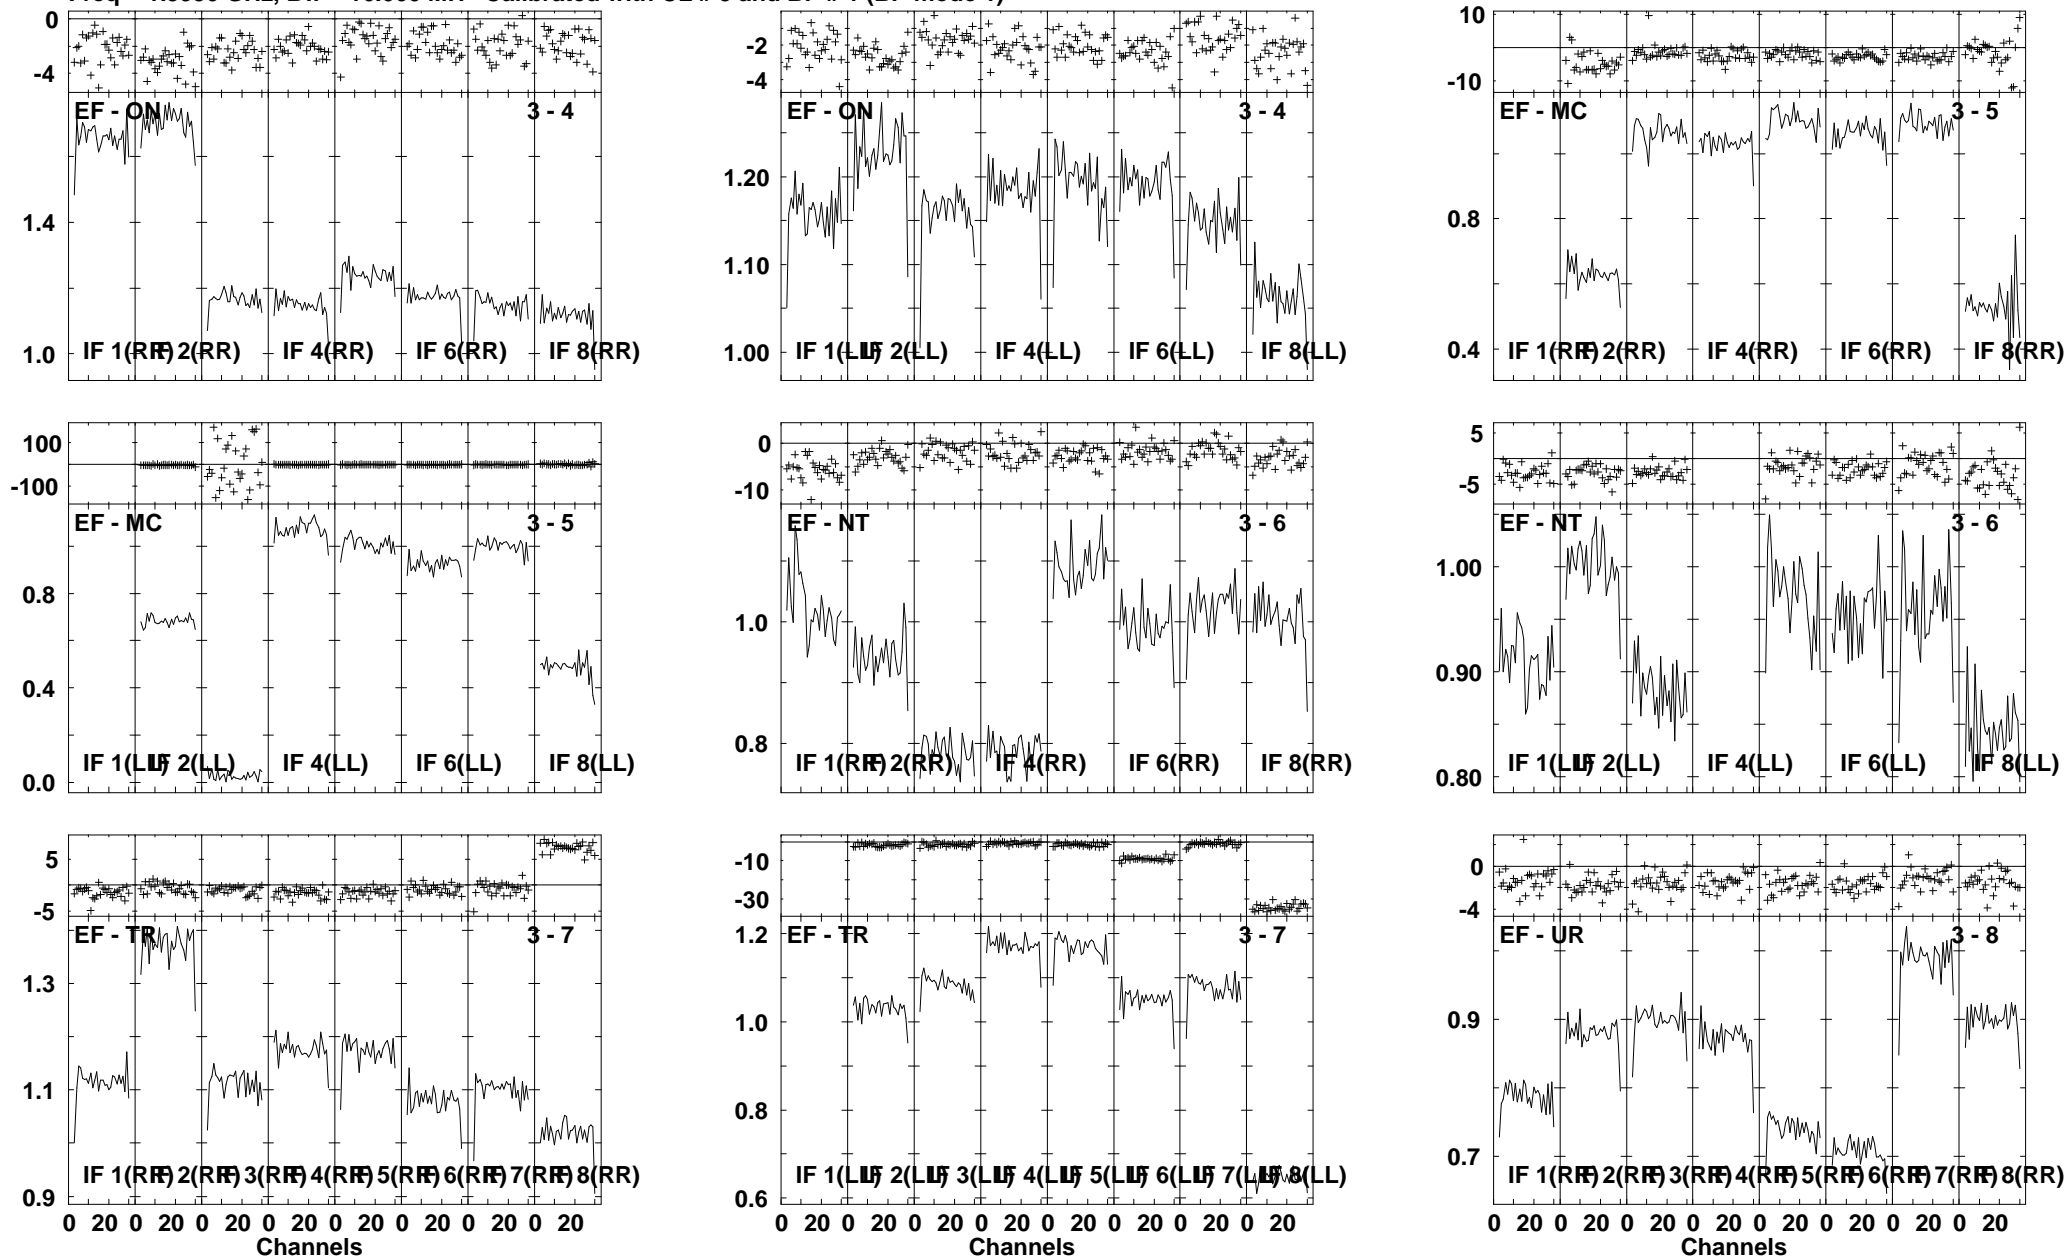 0
-4
EF - ON
3 - 4
1.4
1.0
IF 1(RR)
IF 2(RR)
IF 4(RR)
IF 6(RR)
IF 8(RR)
-2
-4
EF - ON
3 - 4
1.20
1.10
1.00
IF 1(LL)
IF 2(LL)
IF 4(LL)
IF 6(LL)
IF 8(LL)
10
-10
EF - MC
3 - 5
0.8
0.4
IF 1(RR)
IF 2(RR)
IF 4(RR)
IF 6(RR)
IF 8(RR)
100
-100
EF - MC
3 - 5
0.8
0.4
0.0
IF 1(LL)
IF 2(LL)
IF 4(LL)
IF 6(LL)
IF 8(LL)
0
-10
EF - NT
3 - 6
1.0
0.8
IF 1(RR)
IF 2(RR)
IF 4(RR)
IF 6(RR)
IF 8(RR)
5
-5
EF - NT
3 - 6
1.00
0.90
0.80
IF 1(LL)
IF 2(LL)
IF 4(LL)
IF 6(LL)
IF 8(LL)
5
-5
EF - TR
3 - 7
1.3
1.1
0.9
IF 1(RR)
IF 2(RR)
IF 3(RR)
IF 4(RR)
IF 5(RR)
IF 6(RR)
IF 7(RR)
IF 8(RR)
0 20 0 20 0 20 0 20 0 20 0 20 0 20 0 20
Channels
-10
-30
EF - TR
3 - 7
1.2
1.0
0.8
0.6
IF 1(LL)
IF 2(LL)
IF 3(LL)
IF 4(LL)
IF 5(LL)
IF 6(LL)
IF 7(LL)
IF 8(LL)
0 20 0 20 0 20 0 20 0 20 0 20 0 20 0 20
Channels
0
-4
EF - UR
3 - 8
0.9
0.7
IF 1(RR)
IF 2(RR)
IF 3(RR)
IF 4(RR)
IF 5(RR)
IF 6(RR)
IF 7(RR)
IF 8(RR)
0 20 0 20 0 20 0 20 0 20 0 20 0 20 0 20
Channels